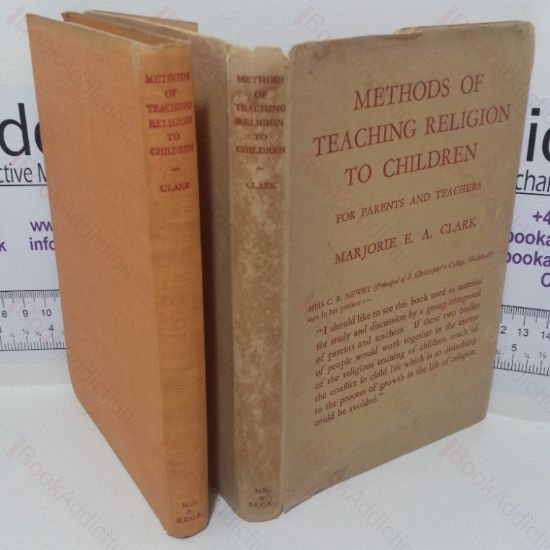 METHODS
OF
TEACHING
RELIGION
TO
CHILDREN
CLARK
N.S.
&
S.P.C.K.
METHODS
OF
TEACHING
RELIGION
TO
CHILDREN
CLARK
N.S.
&
S.P.C.K.
METHODS OF
TEACHING RELIGION
TO CHILDREN
FOR PARENTS AND TEACHERS
MARJORIE E. A. CLARK
MISS C. R. NEWBY (Principal of S. Christopher's College, Blackheath)
says in her preface :—
"I should like to see this book used as material
for study and discussion by a group composed
of parents and teachers. If these two bodies
of people would work together in the matter
of the religious training of children much of
the conflict in child life which is so disturbing
to the process of growth in the life of religion
could be avoided."
BookAddiction